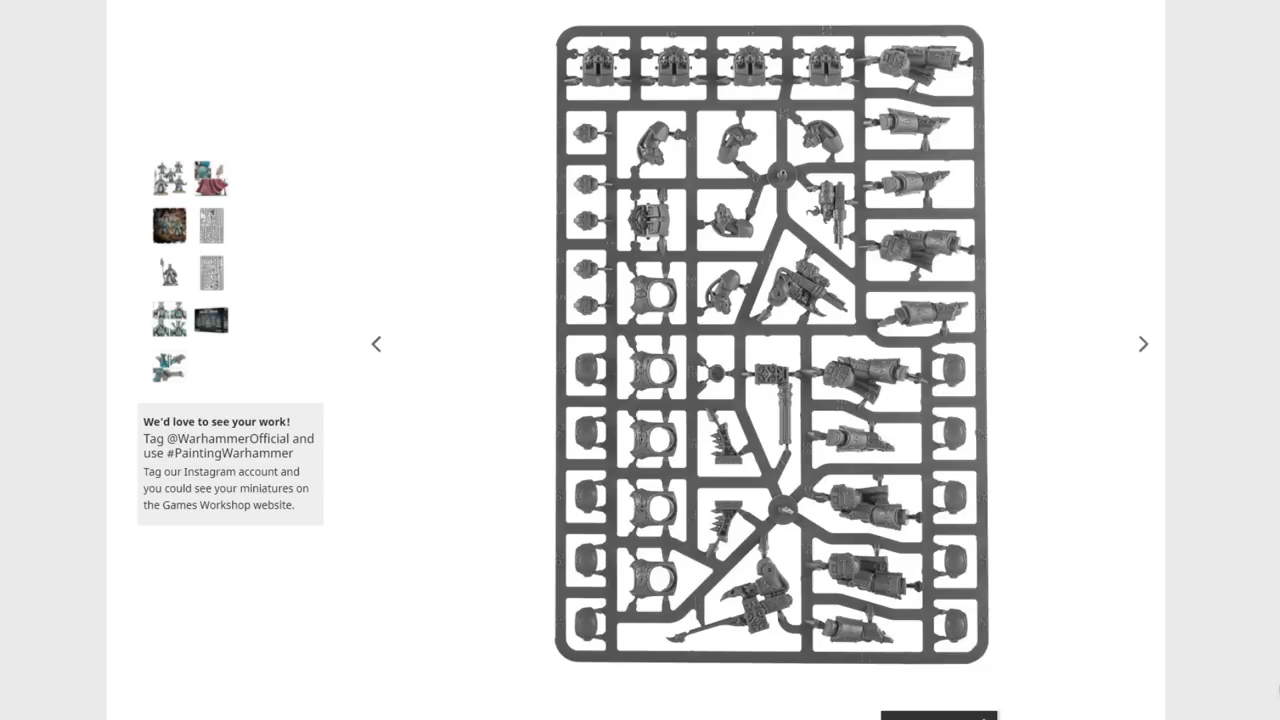 We'd love to see your work!
Tag @WarhammerOfficial and
use #PaintingWarhammer
Tag our Instagram account and
you could see your miniatures on
the Games Workshop website.